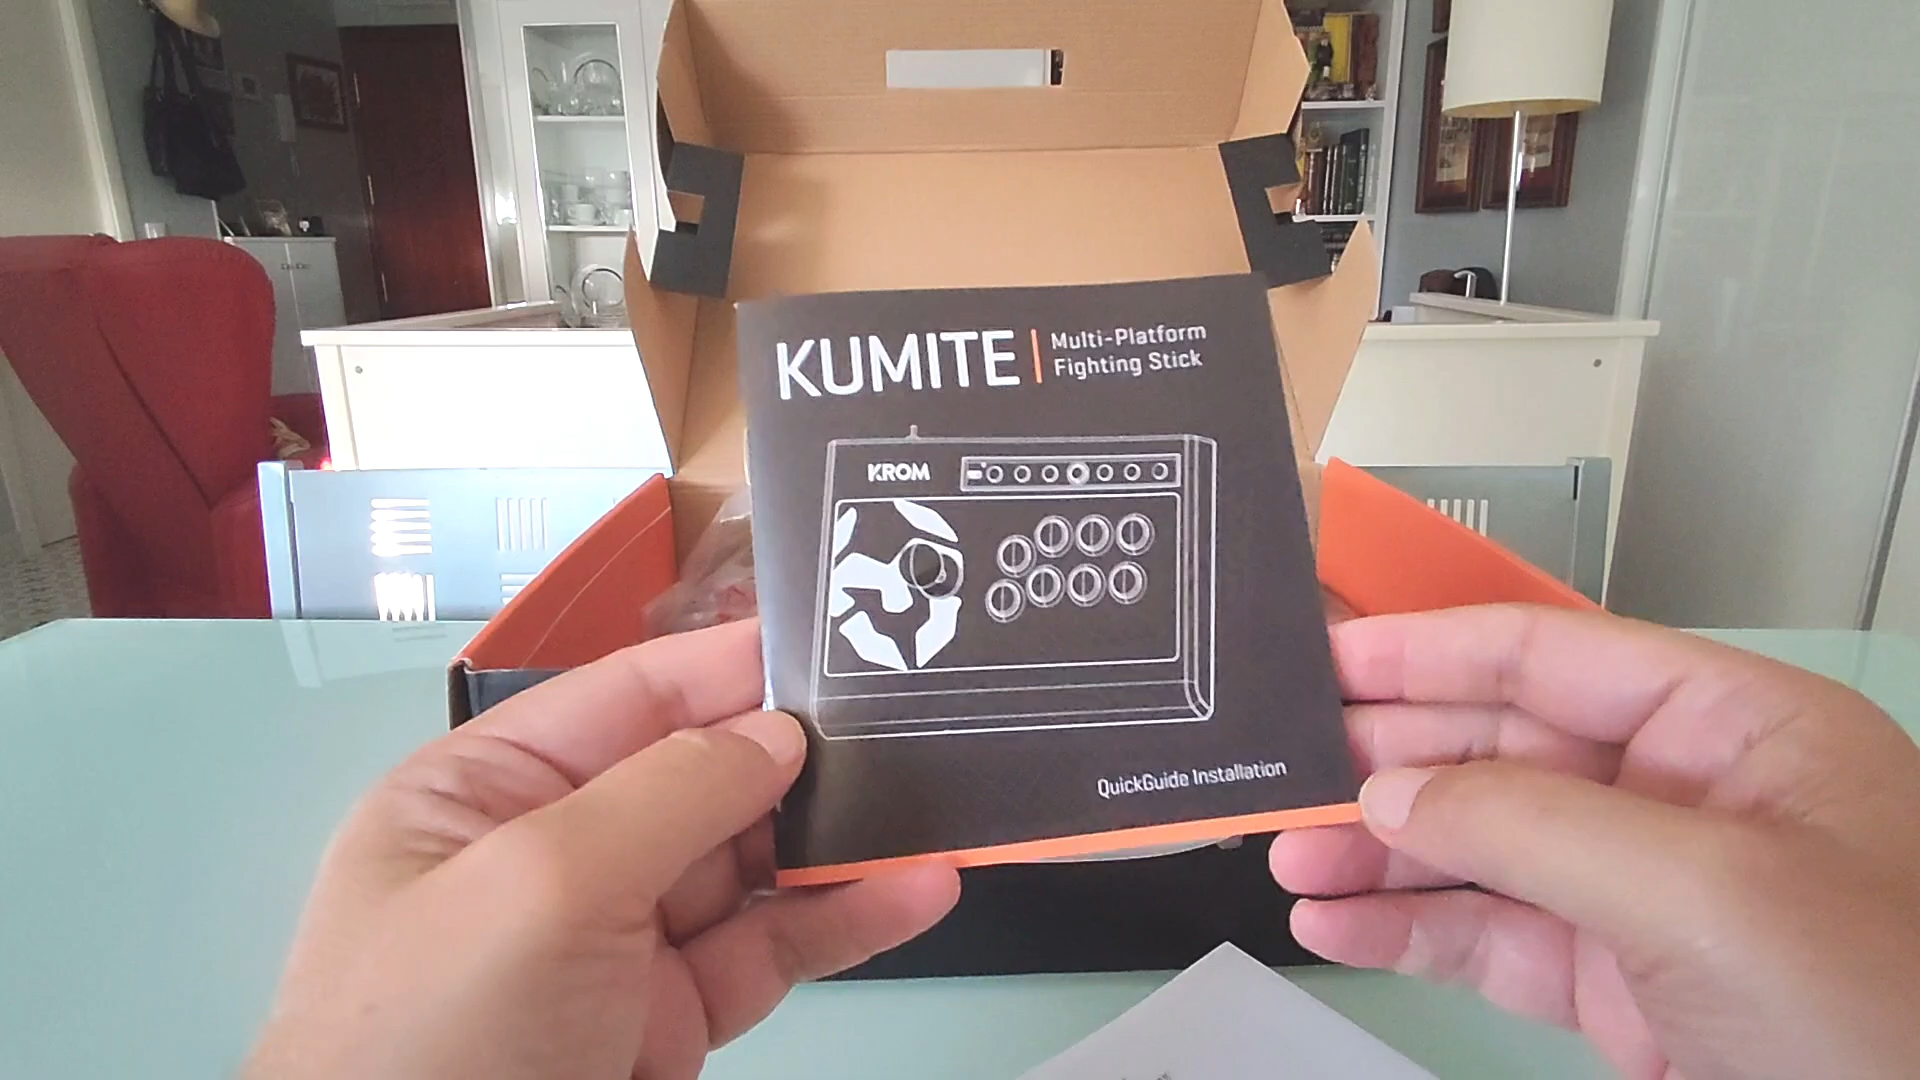 KUMITE
Multi-Platform
Fighting Stick
KROM
QuickGuide Installation